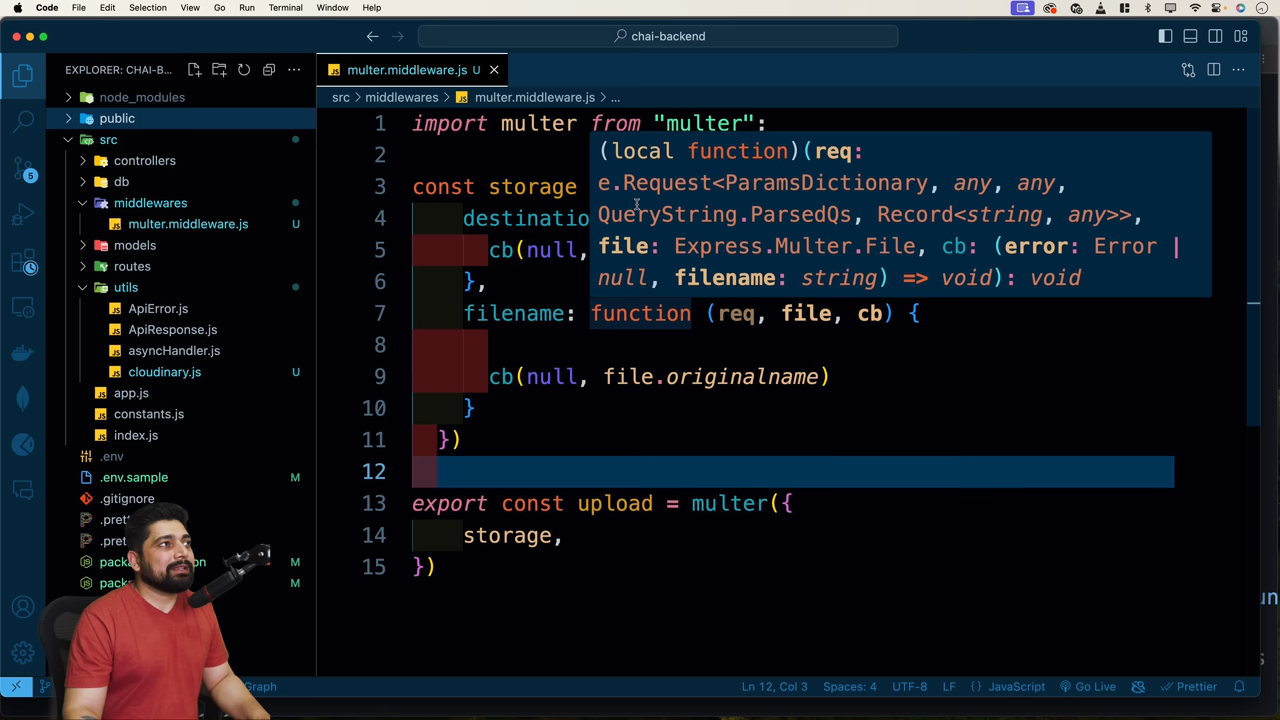 Code File Edit Selection View Go Run Terminal Window Help
chai-backend
EXPLORER: CHAI-B...
multer.middleware.js U
src > middlewares > multer.middleware.js > ...
node_modules
public
src
controllers
db
middlewares
multer.middleware.js U
models
routes
utils
ApiError.js
ApiResponse.js
asyncHandler.js
cloudinary.js U
app.js
constants.js
index.js
.env
.env.sample M
.gitignore
M
M
5
1 import multer from "multer";
2
3 const storage
4 destinatio
5 cb(null,
6 },
7 filename: function (req, file, cb) {
8
9 cb(null, file.originalname)
10 }
11 })
12
13 export const upload = multer({
14 storage,
15 })
(local function)(req:
e.Request<ParamsDictionary, any, any,
QueryString.ParsedQs, Record<string, any>>,
file: Express.Multer.File, cb: (error: Error |
null, filename: string) => void): void
Graph
Ln 12, Col 3 Spaces: 4 UTF-8 LF {} JavaScript Go Live Prettier